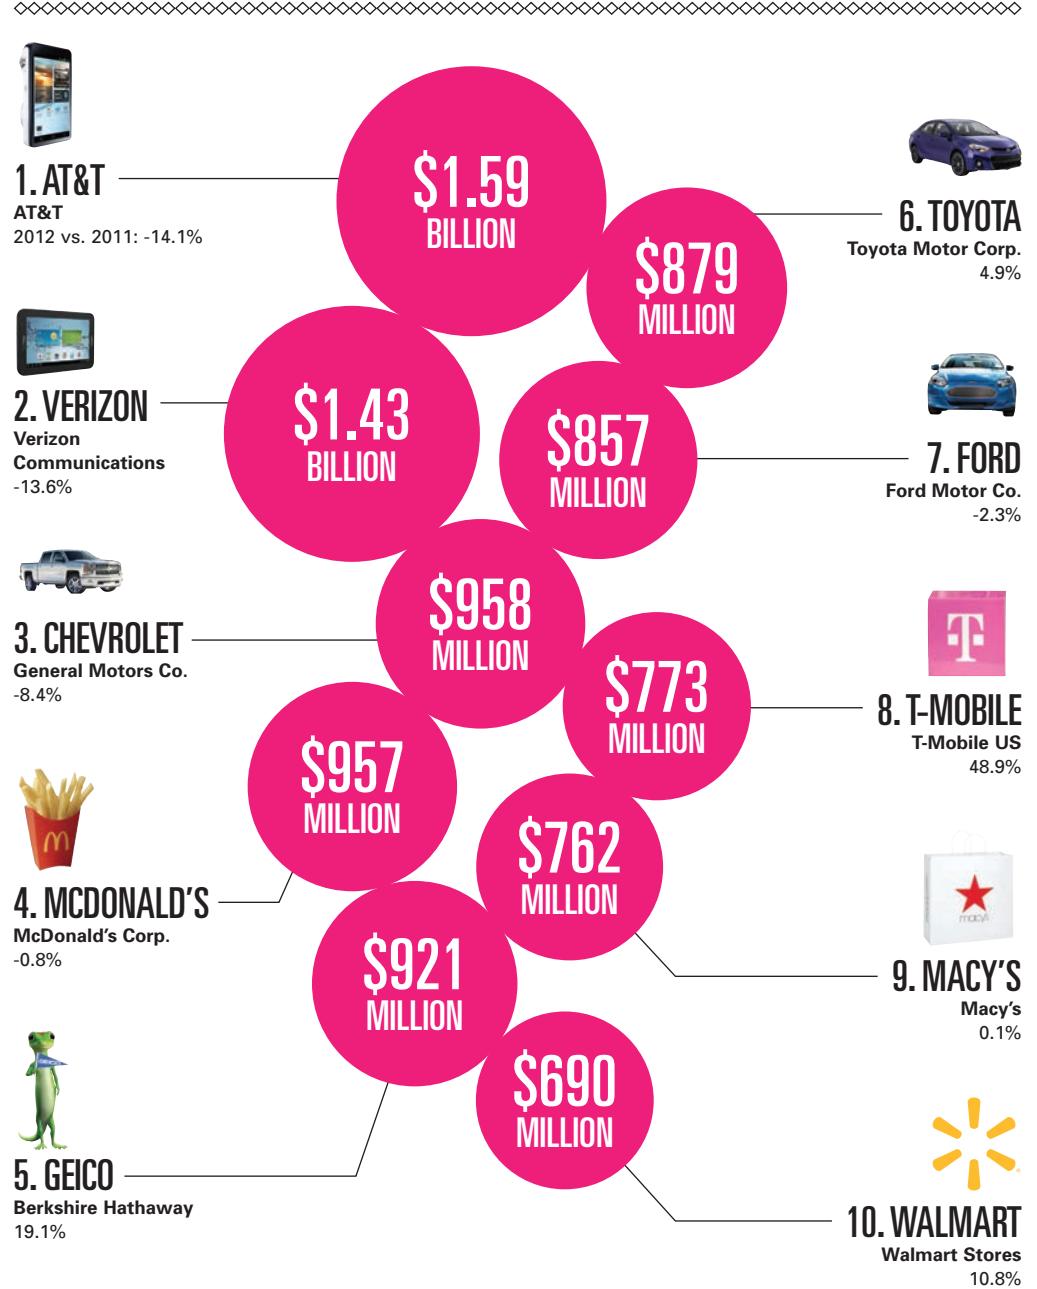 1. AT&T
AT&T
2012 vs. 2011: -14.1%
$1.59
BILLION
2. VERIZON
Verizon
Communications
-13.6%
$1.43
BILLION
3. CHEVROLET
General Motors Co.
-8.4%
$958
MILLION
4. MCDONALD'S
McDonald's Corp.
-0.8%
$957
MILLION
5. GEICO
Berkshire Hathaway
19.1%
$921
MILLION
6. TOYOTA
Toyota Motor Corp.
4.9%
$879
MILLION
7. FORD
Ford Motor Co.
-2.3%
$857
MILLION
T
8. T-MOBILE
T-Mobile US
48.9%
$773
MILLION
macy's
9. MACY'S
Macy's
0.1%
$762
MILLION
10. WALMART
Walmart Stores
10.8%
$690
MILLION